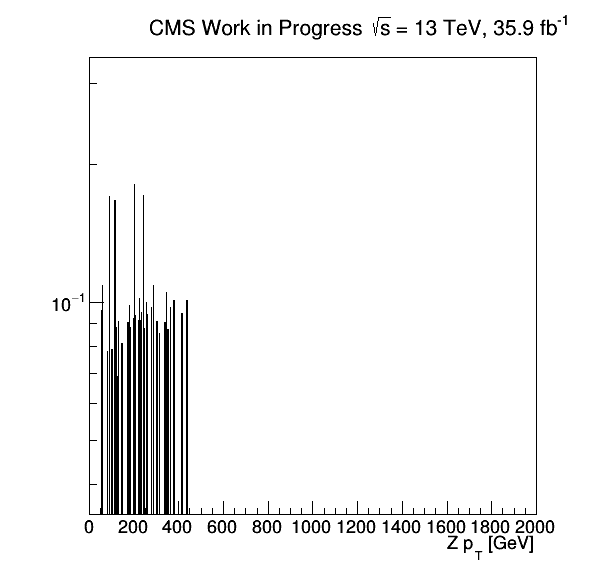 CMS Work in Progress √s = 13 TeV, 35.9 fb⁻¹
10⁻¹
0 200 400 600 800 1000 1200 1400 1600 1800 2000
Z p_T [GeV]